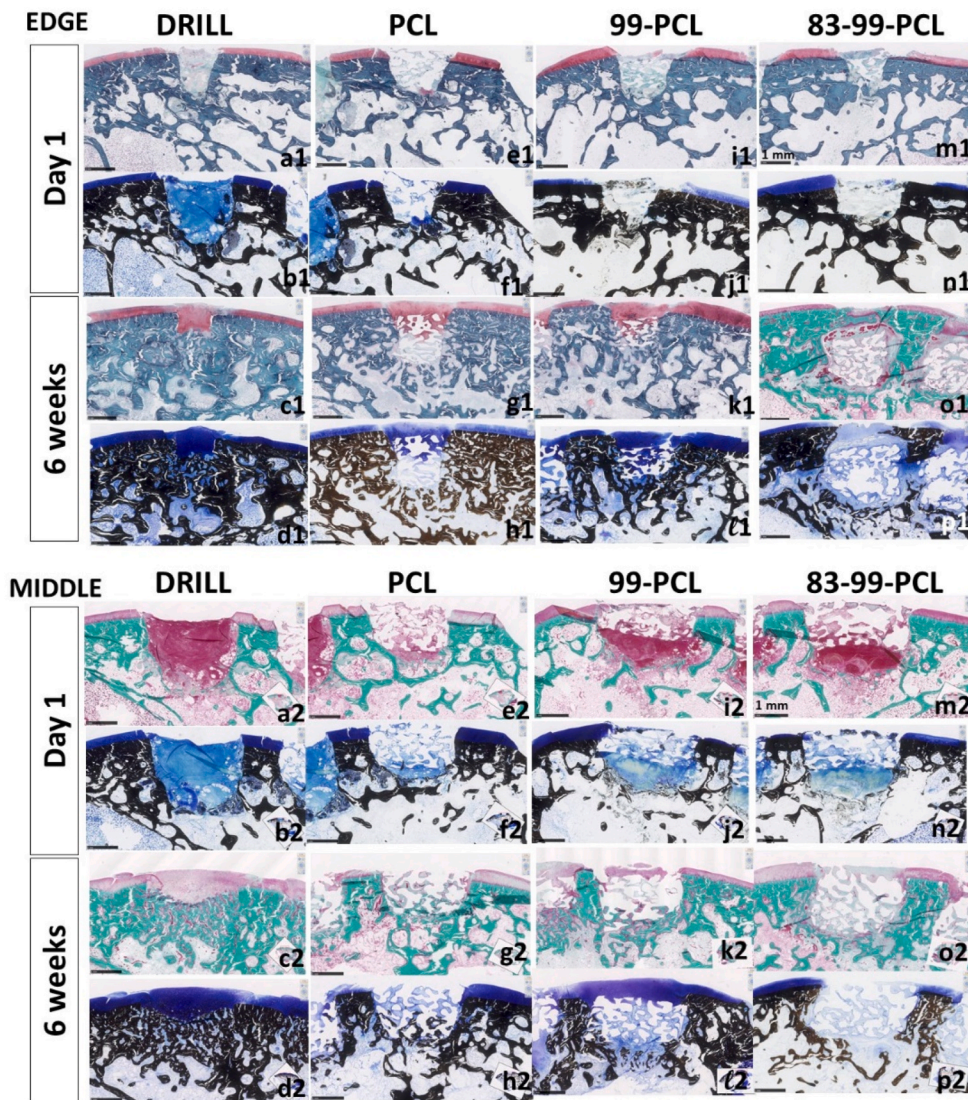 EDGE DRILL PCL 99-PCL 83-99-PCL
Day 1
a1 e1 i1 1 mm m1
b1 f1 j1 n1
6 weeks
c1 g1 k1 o1
d1 h1 ℓ1 p1
MIDDLE DRILL PCL 99-PCL 83-99-PCL
Day 1
a2 e2 i2 1 mm m2
b2 f2 j2 n2
6 weeks
c2 g2 k2 o2
d2 h2 ℓ2 p2